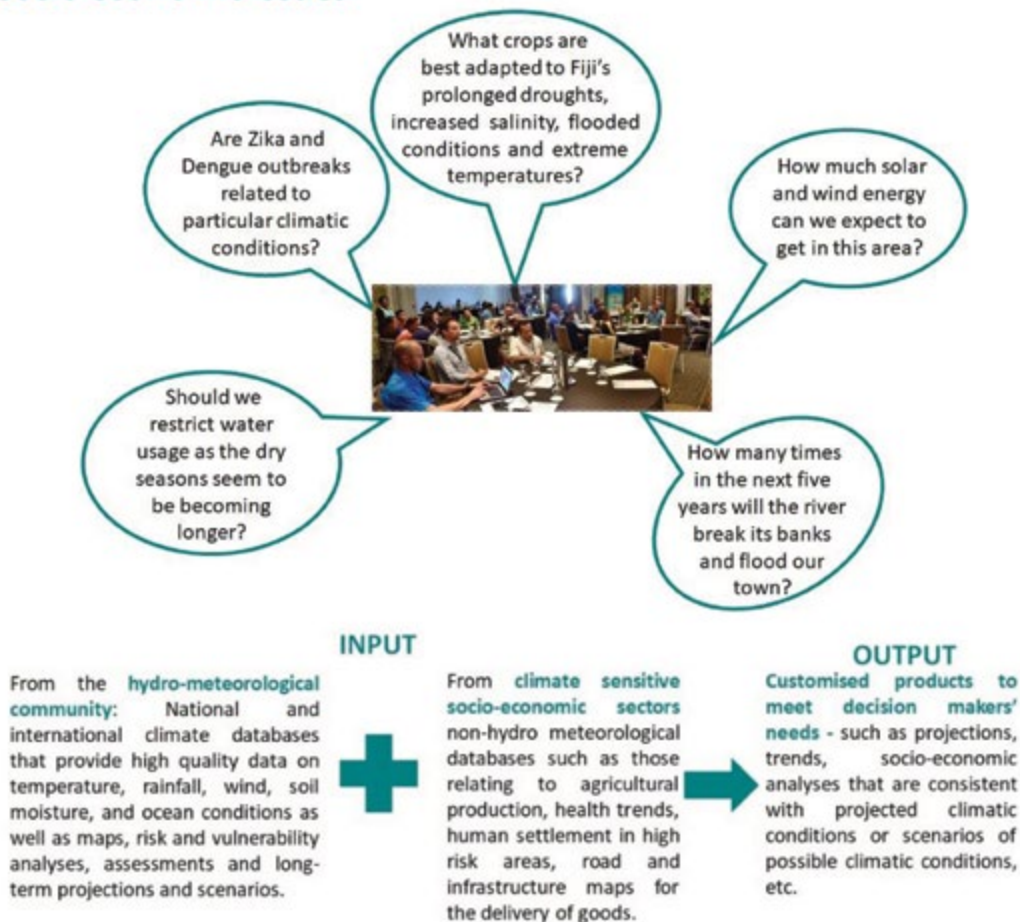 What crops are
best adapted to Fiji's
prolonged droughts,
increased salinity, flooded
conditions and extreme
temperatures?
Are Zika and
Dengue outbreaks
related to
particular climatic
conditions?
How much solar
and wind energy
can we expect to
get in this area?
Should we
restrict water
usage as the dry
seasons seem to
be becoming
longer?
How many times
in the next five
years will the river
break its banks
and flood our
town?
INPUT
From the hydro-meteorological
community: National and
international climate databases
that provide high quality data on
temperature, rainfall, wind, soil
moisture, and ocean conditions as
well as maps, risk and vulnerability
analyses, assessments and long-
term projections and scenarios.
From climate sensitive
socio-economic sectors
non-hydro meteorological
databases such as those
relating to agricultural
production, health trends,
human settlement in high
risk areas, road and
infrastructure maps for
the delivery of goods.
OUTPUT
Customised products to
meet decision makers'
needs - such as projections,
trends, socio-economic
analyses that are consistent
with projected climatic
conditions or scenarios of
possible climatic conditions,
etc.